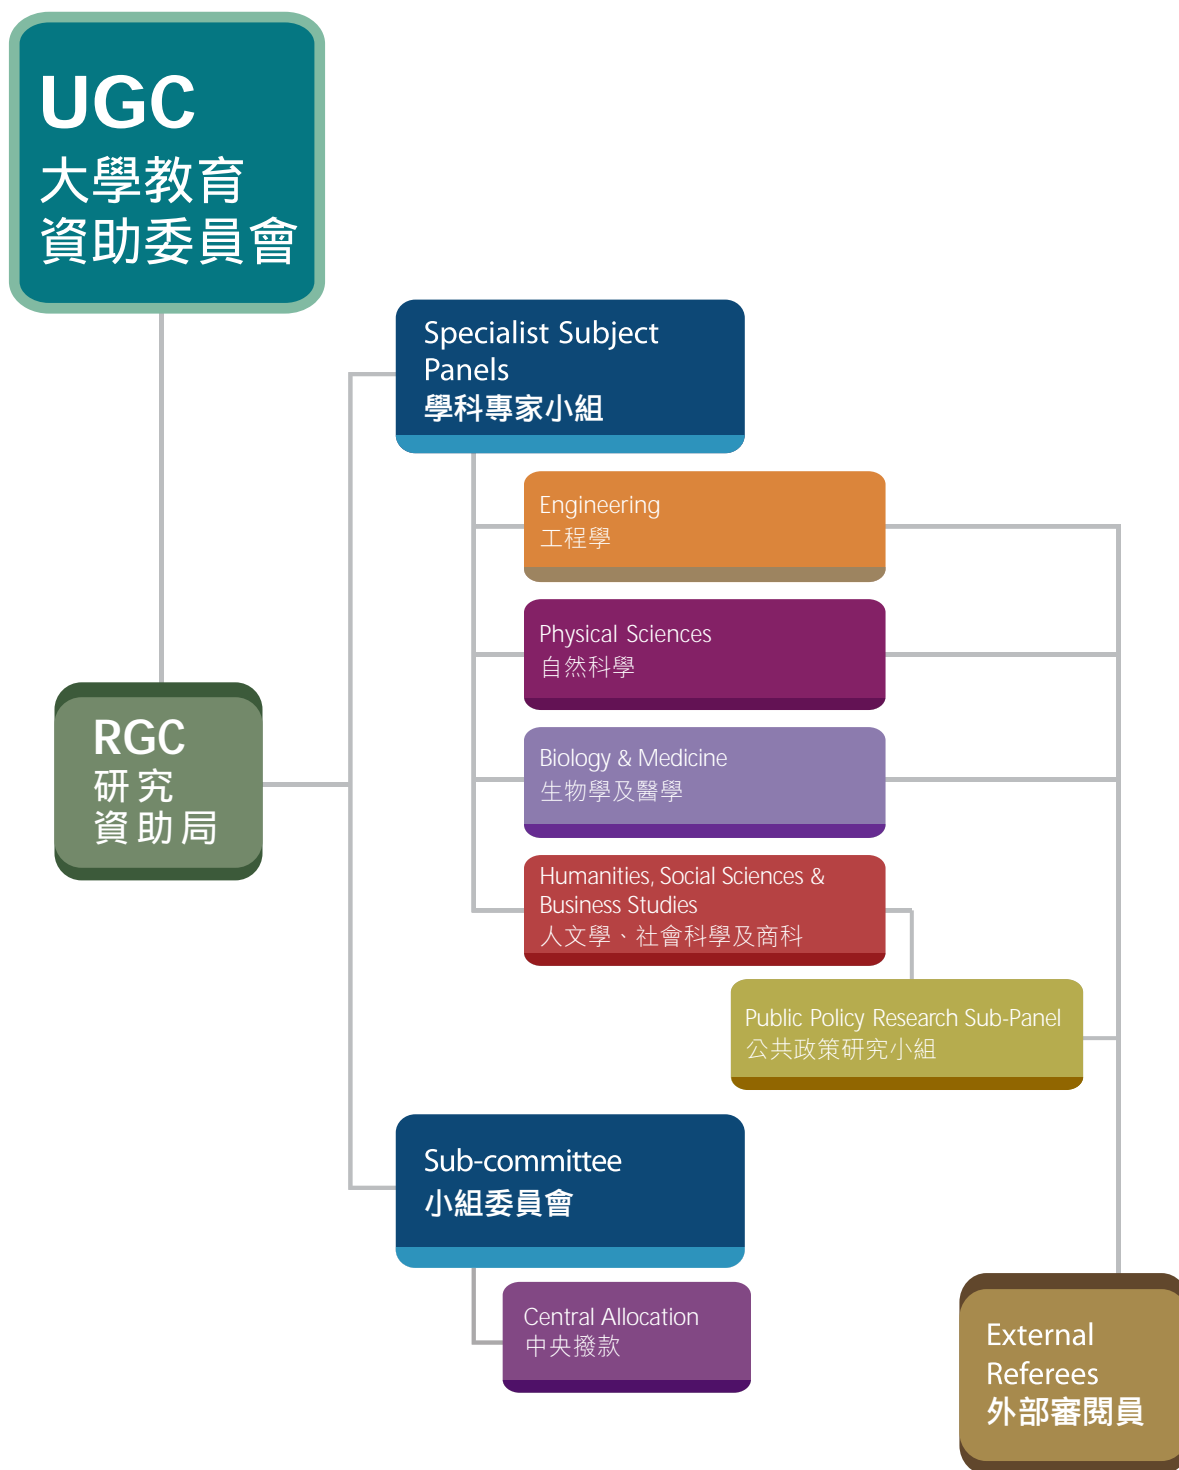 UGC
大學教育
資助委員會
Specialist Subject
Panels
學科專家小組
Engineering
工程學
Physical Sciences
自然科學
RGC
研究
資助局
Biology & Medicine
生物學及醫學
Humanities, Social Sciences &
Business Studies
人文學、社會科學及商科
Public Policy Research Sub-Panel
公共政策研究小組
Sub-committee
小組委員會
Central Allocation
中央撥款
External
Referees
外部審閱員